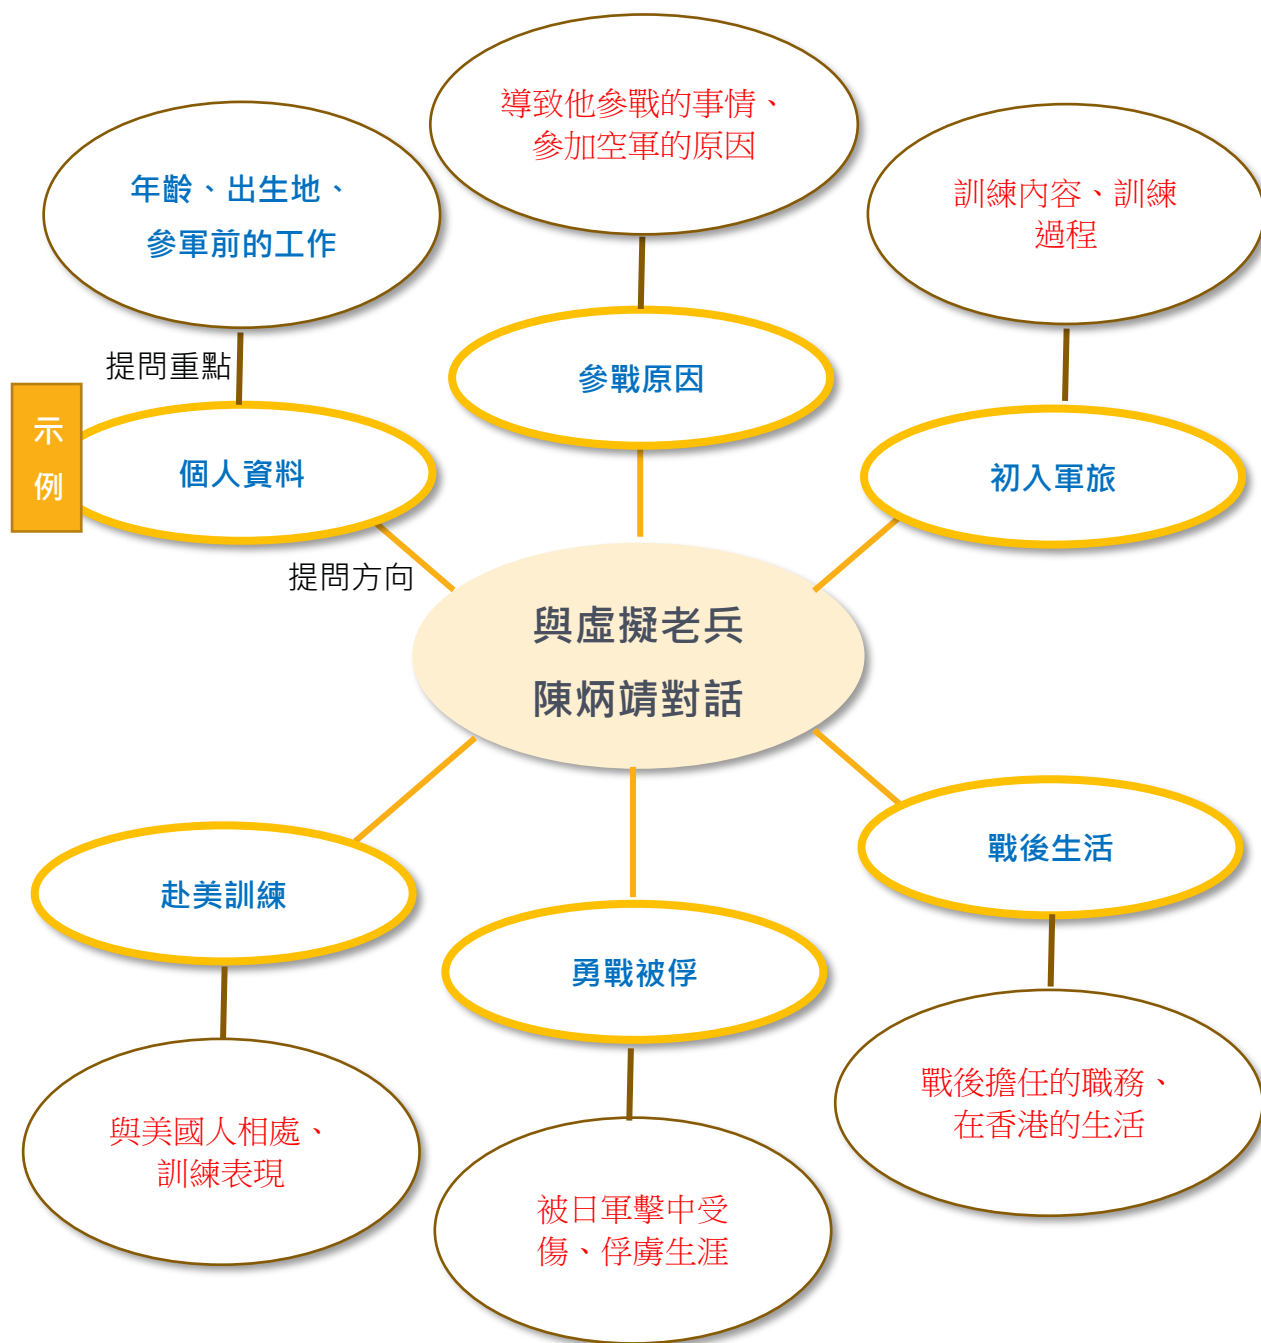 導致他參戰的事情、
參加空軍的原因
年齡、出生地、
參軍前的工作
訓練內容、訓練
過程
提問重點
參戰原因
示
例
個人資料
初入軍旅
提問方向
與虛擬老兵
陳炳靖對話
赴美訓練
戰後生活
勇戰被俘
與美國人相處、
訓練表現
戰後擔任的職務、
在香港的生活
被日軍擊中受
傷、俘虜生涯